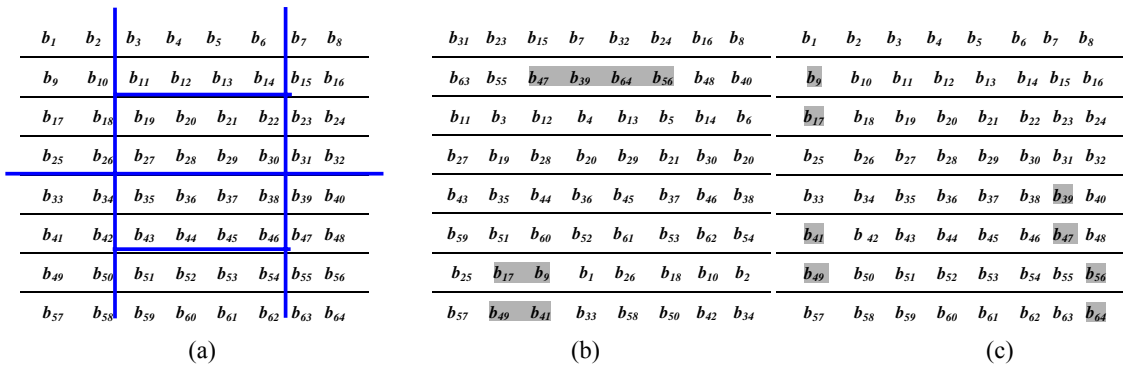 b1 b2 b3 b4 b5 b6 b7 b8
b9 b10 b11 b12 b13 b14 b15 b16
b17 b18 b19 b20 b21 b22 b23 b24
b25 b26 b27 b28 b29 b30 b31 b32
b33 b34 b35 b36 b37 b38 b39 b40
b41 b42 b43 b44 b45 b46 b47 b48
b49 b50 b51 b52 b53 b54 b55 b56
b57 b58 b59 b60 b61 b62 b63 b64
(a)
b31 b23 b15 b7 b32 b24 b16 b8
b63 b55 b47 b39 b64 b56 b48 b40
b11 b3 b12 b4 b13 b5 b14 b6
b27 b19 b28 b20 b29 b21 b30 b20
b43 b35 b44 b36 b45 b37 b46 b38
b59 b51 b60 b52 b61 b53 b62 b54
b25 b17 b9 b1 b26 b18 b10 b2
b57 b49 b41 b33 b58 b50 b42 b34
(b)
b1 b2 b3 b4 b5 b6 b7 b8
b9 b10 b11 b12 b13 b14 b15 b16
b17 b18 b19 b20 b21 b22 b23 b24
b25 b26 b27 b28 b29 b30 b31 b32
b33 b34 b35 b36 b37 b38 b39 b40
b41 b 42 b43 b44 b45 b46 b47 b48
b49 b50 b51 b52 b53 b54 b55 b56
b57 b58 b59 b60 b61 b62 b63 b64
(c)